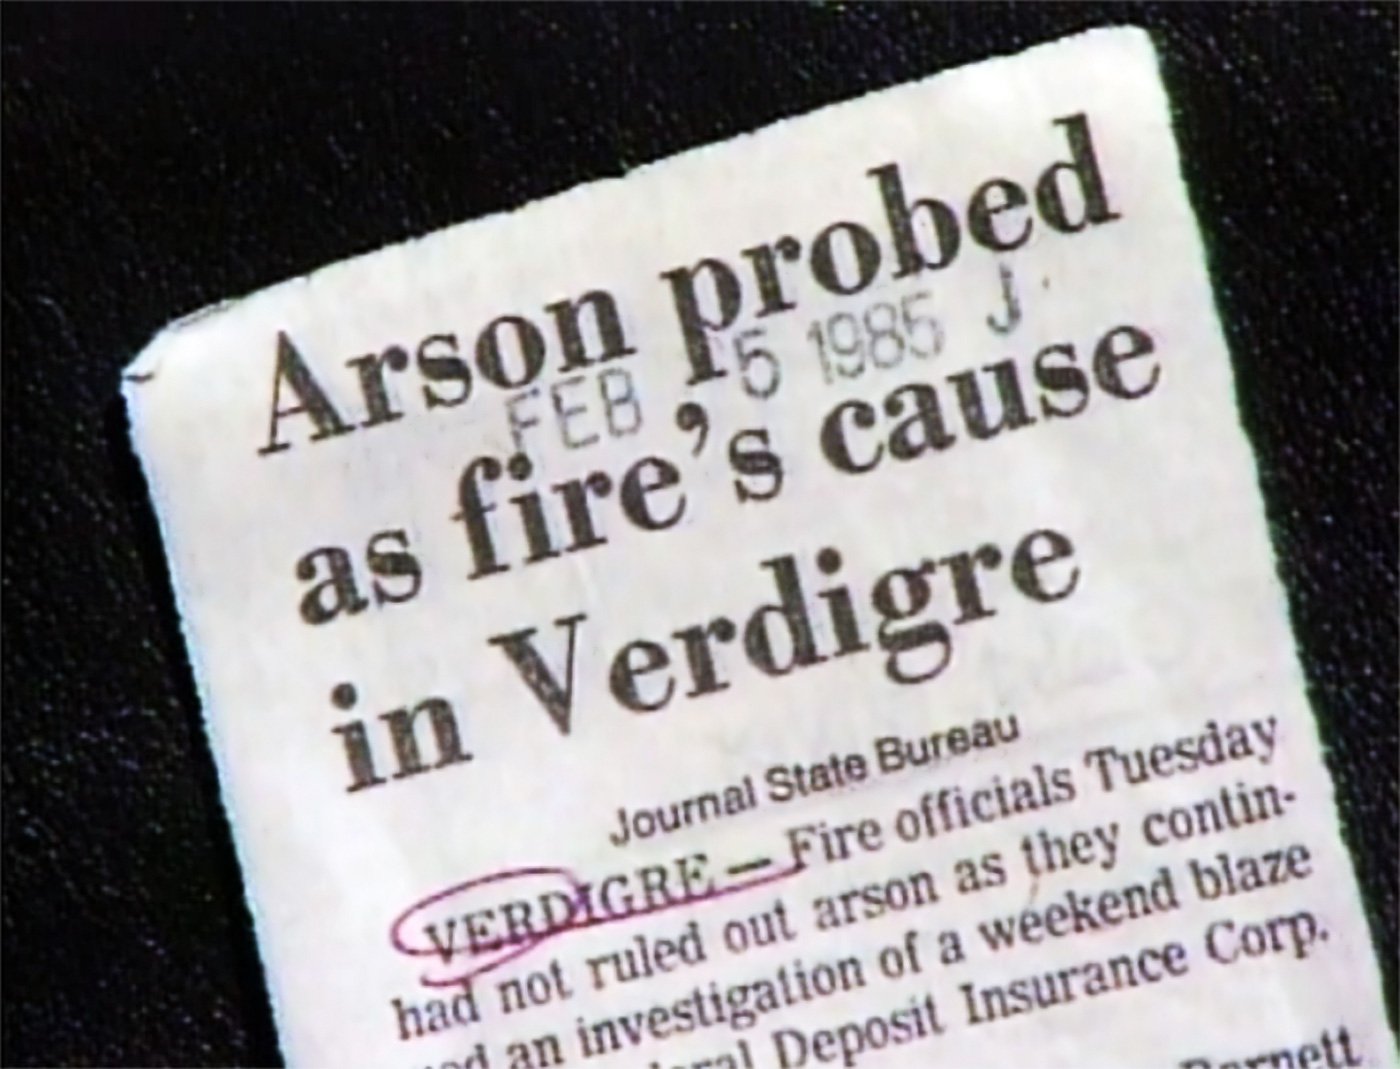 Arson probed
FEB 5 1985 J
as fire's cause
in Verdigre
Journal State Bureau
VERDIGRE — Fire officials Tuesday
had not ruled out arson as they contin-
an investigation of a weekend blaze
Deposit Insurance Corp.